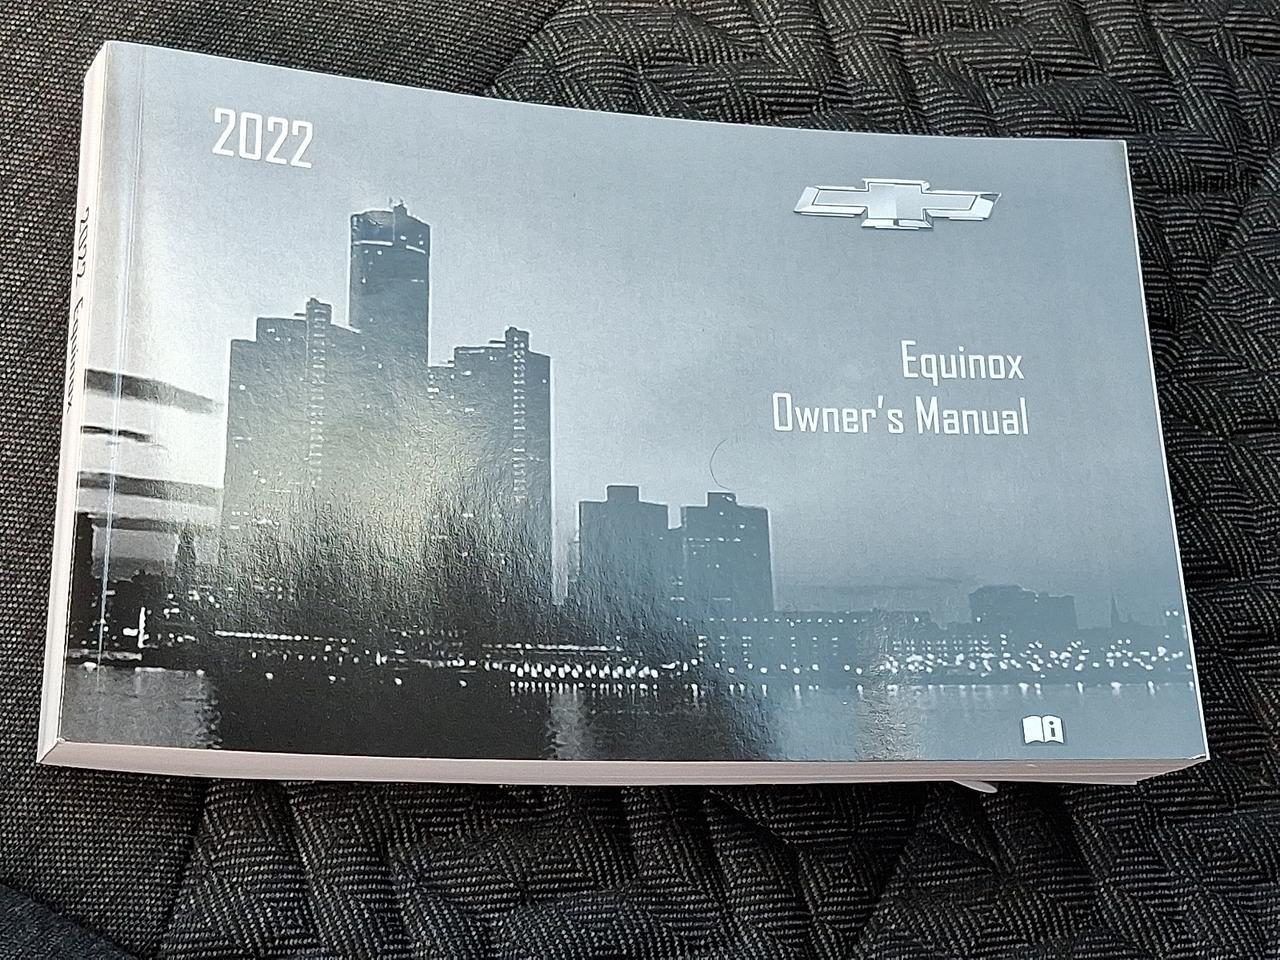 2022
Equinox
Owner's Manual
i
2022 Equinox